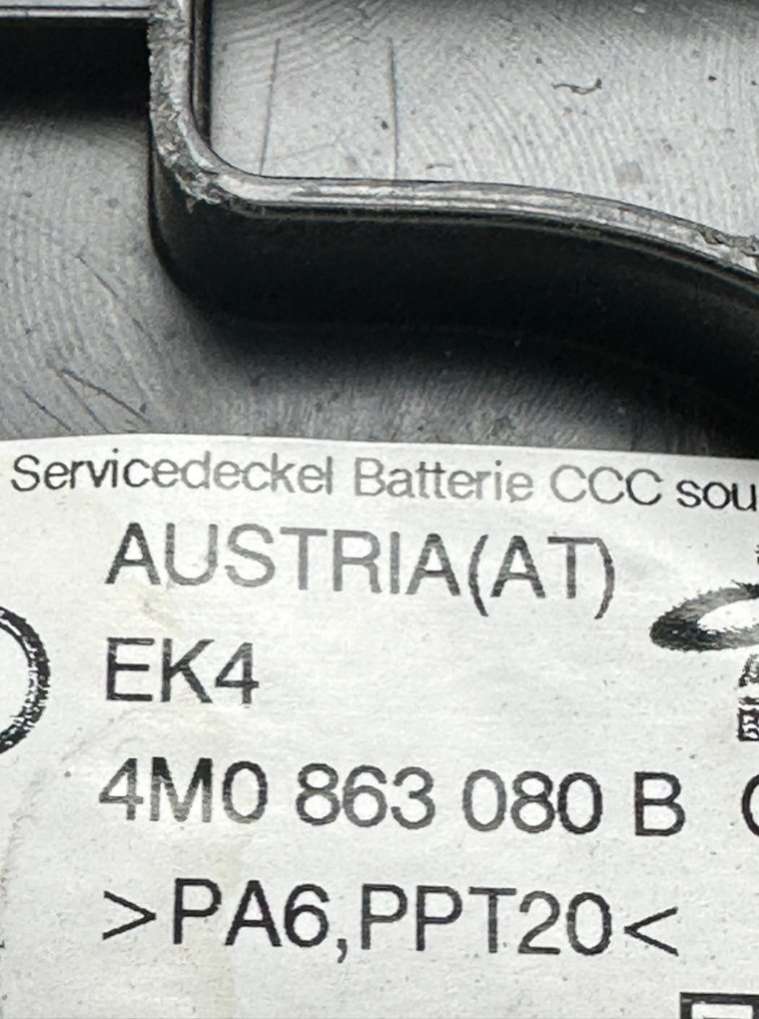 Servicedeckel Batterie CCC sou
AUSTRIA(AT)
EK4
4M0 863 080 B
>PA6,PPT20<